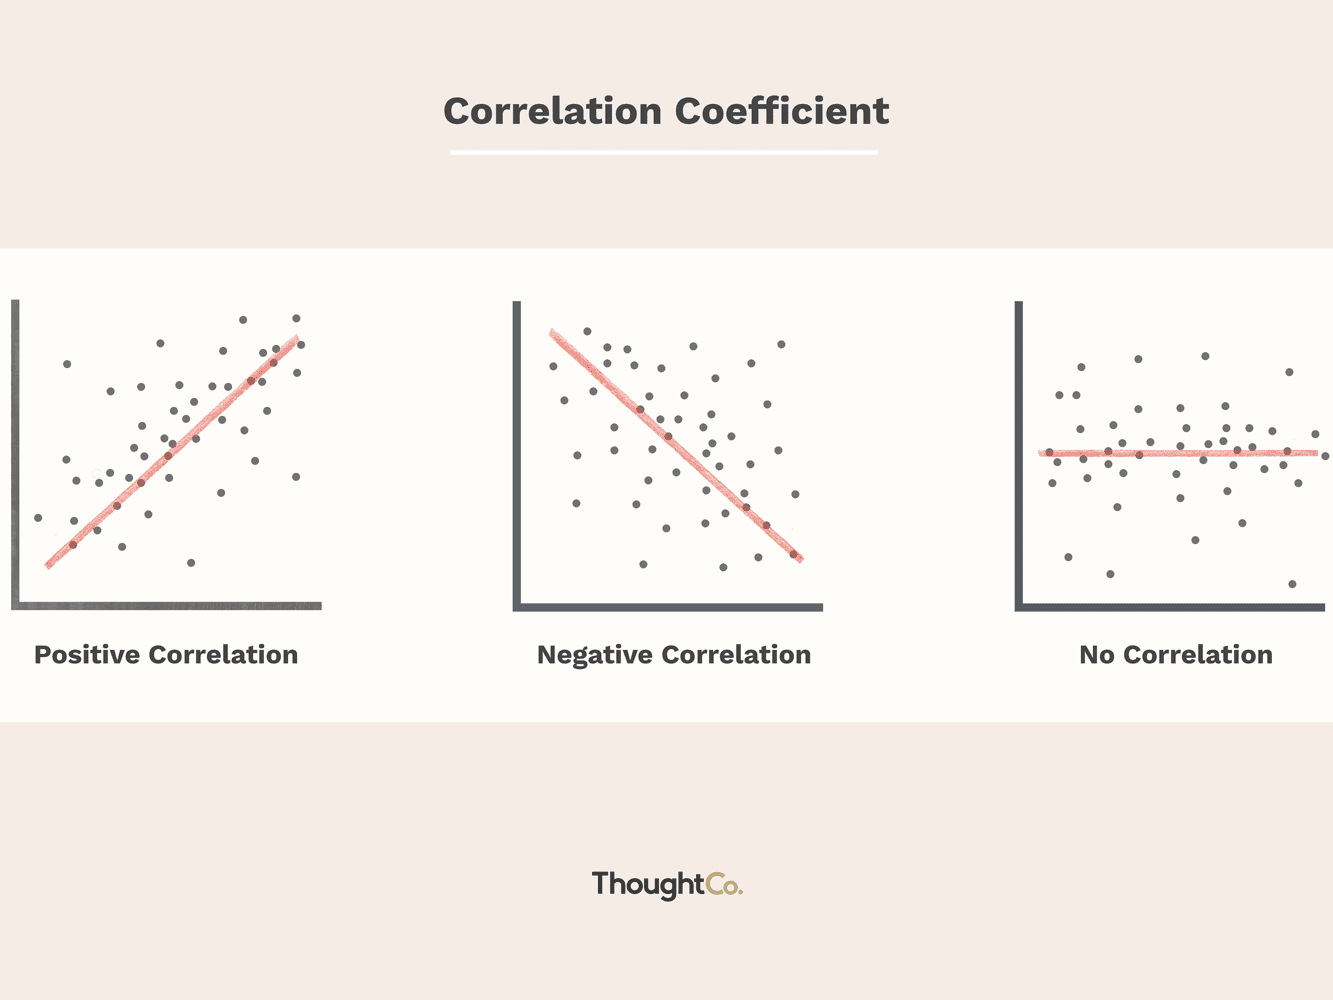 Correlation Coefficient
Positive Correlation
Negative Correlation
No Correlation
ThoughtCo.